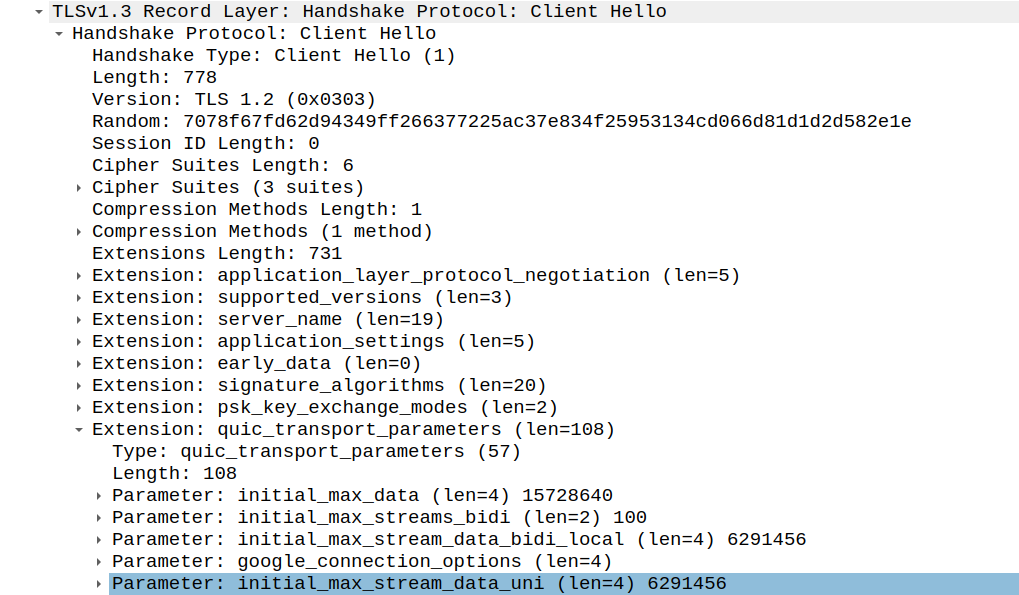 TLSv1.3 Record Layer: Handshake Protocol: Client Hello
Handshake Protocol: Client Hello
Handshake Type: Client Hello (1)
Length: 778
Version: TLS 1.2 (0x0303)
Random: 7078f67fd62d94349ff266377225ac37e834f25953134cd066d81d1d2d582e1e
Session ID Length: 0
Cipher Suites Length: 6
Cipher Suites (3 suites)
Compression Methods Length: 1
Compression Methods (1 method)
Extensions Length: 731
Extension: application_layer_protocol_negotiation (len=5)
Extension: supported_versions (len=3)
Extension: server_name (len=19)
Extension: application_settings (len=5)
Extension: early_data (len=0)
Extension: signature_algorithms (len=20)
Extension: psk_key_exchange_modes (len=2)
Extension: quic_transport_parameters (len=108)
Type: quic_transport_parameters (57)
Length: 108
Parameter: initial_max_data (len=4) 15728640
Parameter: initial_max_streams_bidi (len=2) 100
Parameter: initial_max_stream_data_bidi_local (len=4) 6291456
Parameter: google_connection_options (len=4)
Parameter: initial_max_stream_data_uni (len=4) 6291456